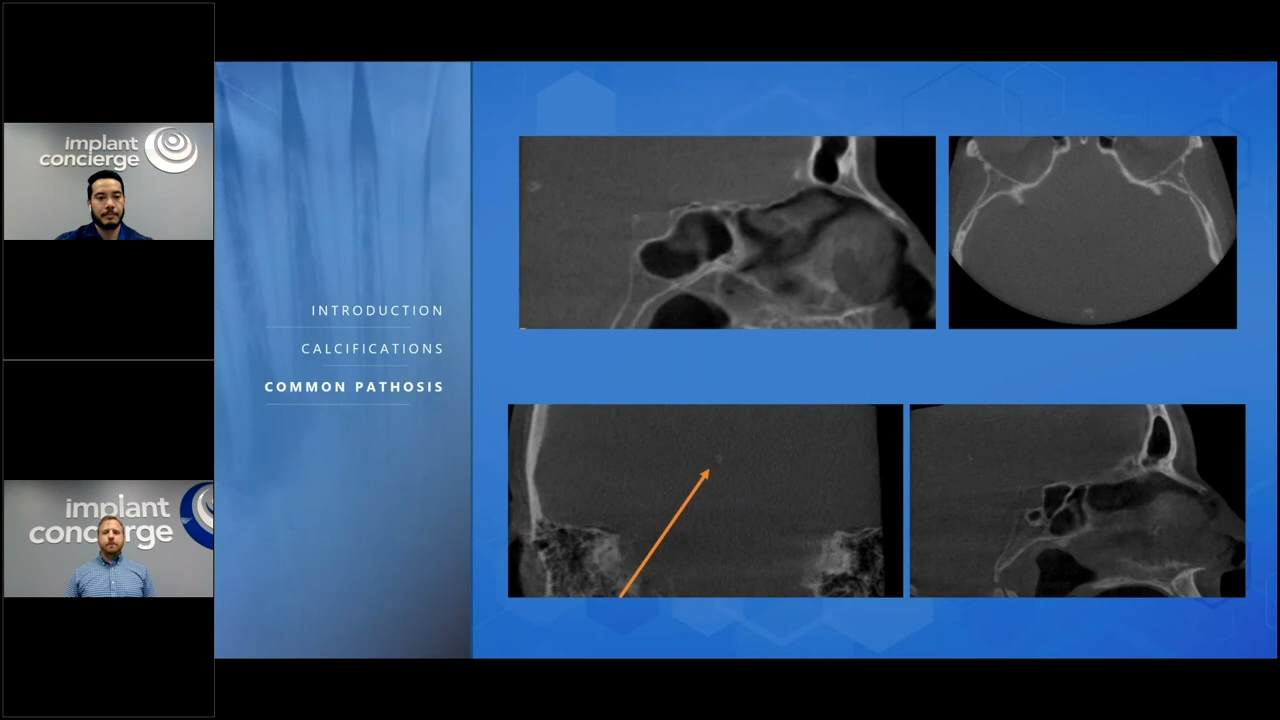 implant
concierge
implant
concierge
INTRODUCTION
CALCIFICATIONS
COMMON PATHOSIS